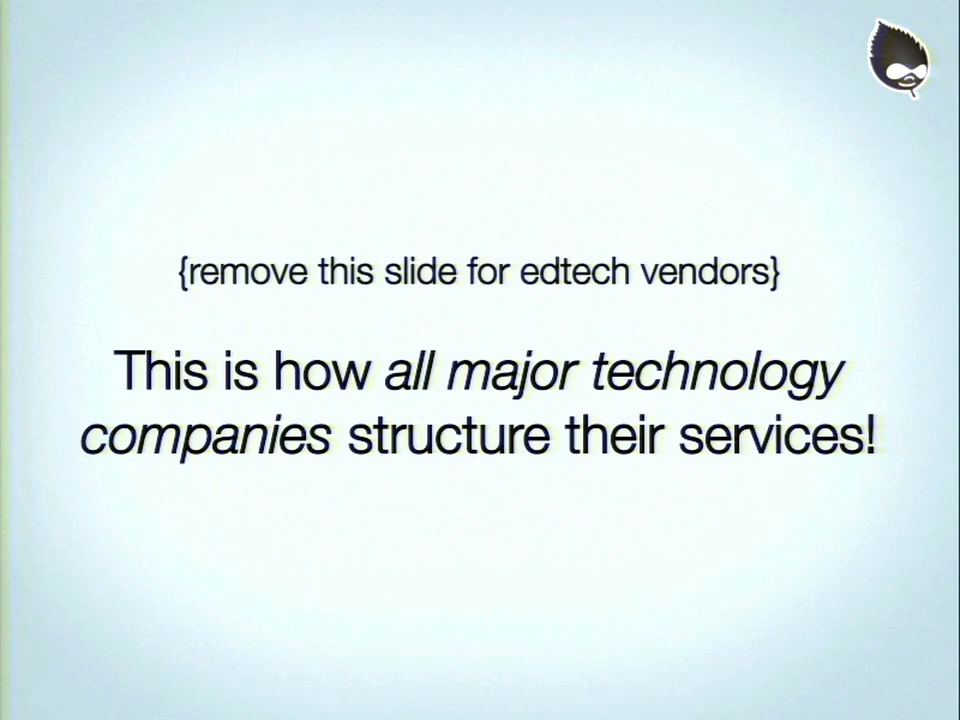 {remove this slide for edtech vendors}
This is how all major technology
companies structure their services!